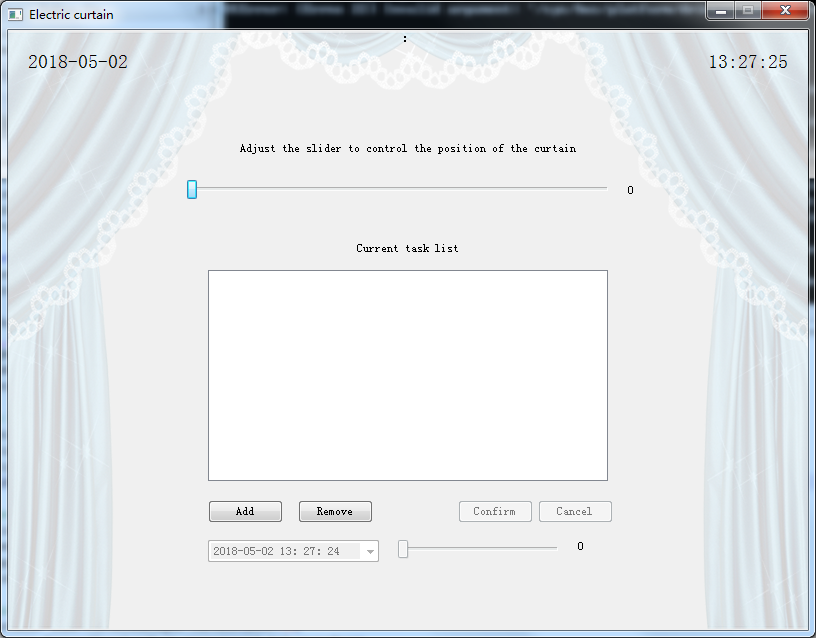 Electric curtain
:
2018-05-02
13:27:25
Adjust the slider to control the position of the curtain
0
Current task list
Add
Remove
Confirm
Cancel
2018-05-02 13: 27: 24
0